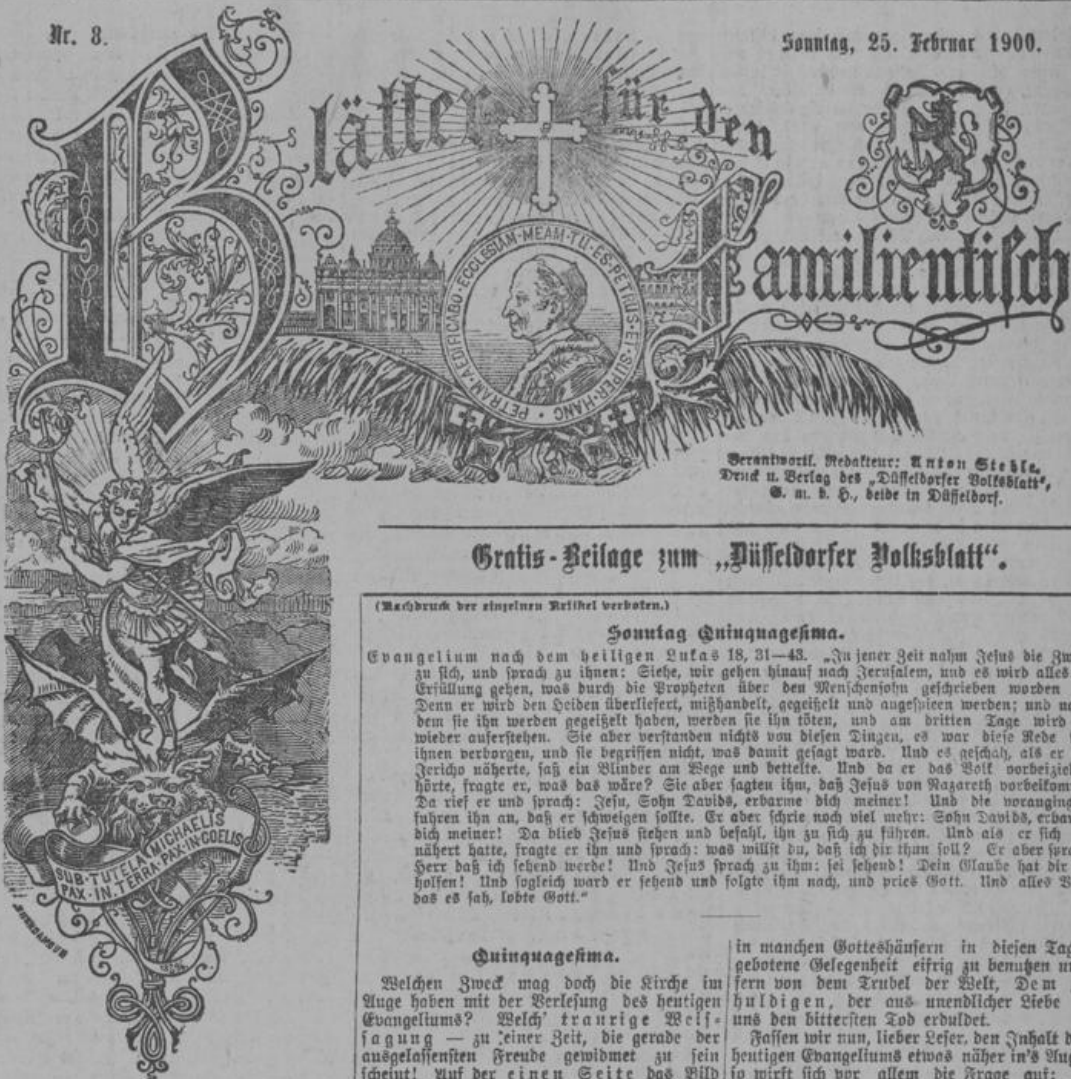 Nr. 8.
Sonntag, 25. Februar 1900.
Blätter für den
Familientisch
PETRAM · AEDIFICABO · ECCLESIAM · MEAM · TU · ES · PETRUS · ET · SUPER · HANC ·
Verantwortl. Redakteur: Anton Stehle.
Druck u. Verlag des „Düsseldorfer Volksblatt“,
G. m. b. H., beide in Düsseldorf.
Gratis-Beilage zum „Düsseldorfer Volksblatt“.
(Nachdruck der einzelnen Artikel verboten.)
Sonntag Quinquagesima.
Evangelium nach dem heiligen Lukas 18, 31—43. „In jener Zeit nahm Jesus die
zu sich, und sprach zu ihnen: Siehe, wir gehen hinauf nach Jerusalem, und es wird alles
Erfüllung gehen, was durch die Propheten über den Menschensohn geschrieben worden
Denn er wird den Heiden überliefert, mißhandelt, gegeißelt und angespieen werden; und
dem sie ihn werden gegeißelt haben, werden sie ihn töten, und am dritten Tage wird
wieder auferstehen. Sie aber verstanden nichts von diesen Dingen, es war diese Rede
ihnen verborgen, und sie begriffen nicht, was damit gesagt ward. Und es geschah, als er
Jericho näherte, saß ein Blinder am Wege und bettelte. Und da er das Volk
hörte, fragte er, was das wäre? Sie aber sagten ihm, daß Jesus von Nazareth
Da rief er und sprach: Jesu, Sohn Davids, erbarme dich meiner! Und die
fuhren ihn an, daß er schweigen sollte. Er aber schrie noch viel mehr: Sohn Davids,
dich meiner! Da blieb Jesus stehen und befahl, ihn zu sich zu führen. Und als er sich
nähert hatte, fragte er ihn und sprach: was willst du, daß ich dir thun soll? Er aber
Herr daß ich sehend werde! Und Jesus sprach zu ihm: sei sehend! Dein Glaube hat dir
holfen! Und sogleich ward er sehend und folgte ihm nach, und pries Gott. Und alles
das es sah, lobte Gott.“
SUB · TUTELA MICHAELIS
PAX · IN · TERRA · PAX · IN · COELIS
Quinquagesima.
Welchen Zweck mag doch die Kirche im
Auge haben mit der Verlesung des heutigen
Evangeliums? Welch' traurige Weis-
sagung — zu einer Zeit, die gerade der
ausgelassensten Freude gewidmet zu sein
scheint! Auf der einen Seite das Bild
in manchen Gotteshäusern in diesen
gebotene Gelegenheit eifrig zu benutzen
fern von dem Trubel der Welt, Dem
huldigen, der aus unendlicher Liebe
uns den bittersten Tod erduldet.
Fassen wir nun, lieber Leser, den Inhalt
heutigen Evangeliums etwas näher in's
so wirft sich vor allem die Frage auf: